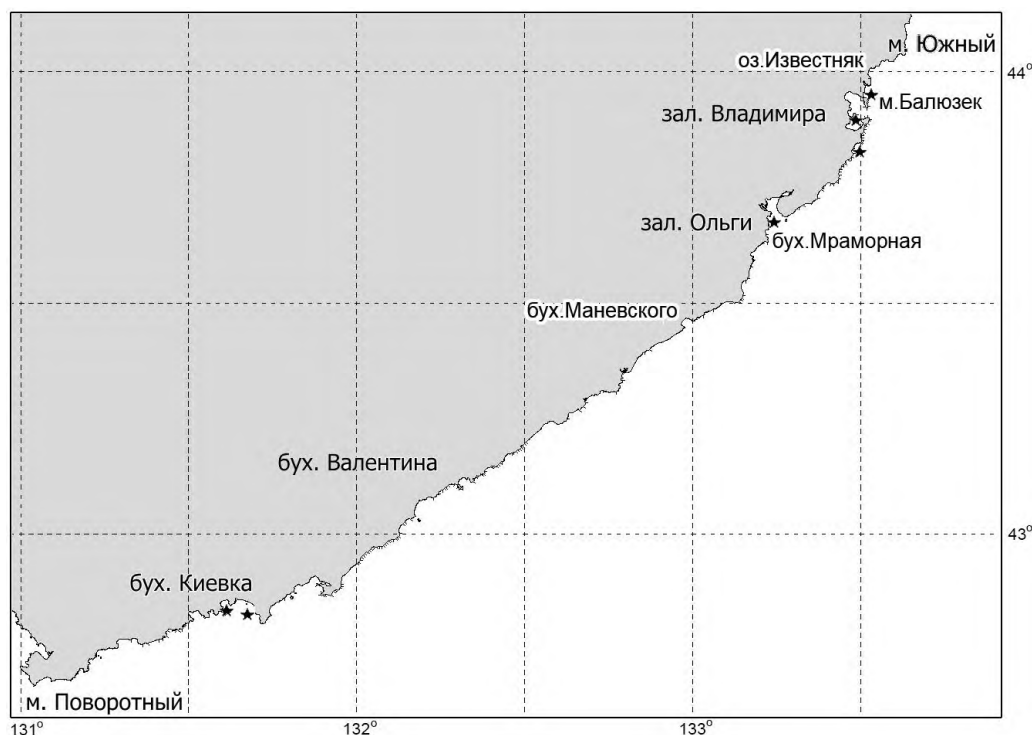 м. Южный
оз.Известняк
44°
м.Балюзек
зал. Владимира
зал. Ольги
бух.Мраморная
бух.Маневского
бух. Валентина
43°
бух. Киевка
м. Поворотный
131°
132°
133°